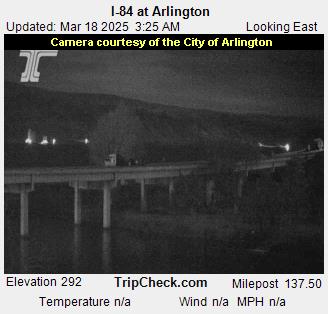 I-84 at Arlington
Updated: Mar 18 2025 3:25 AM Looking East
Camera courtesy of the City of Arlington
Elevation 292 TripCheck.com Milepost 137.50
Temperature n/a Wind n/a MPH n/a